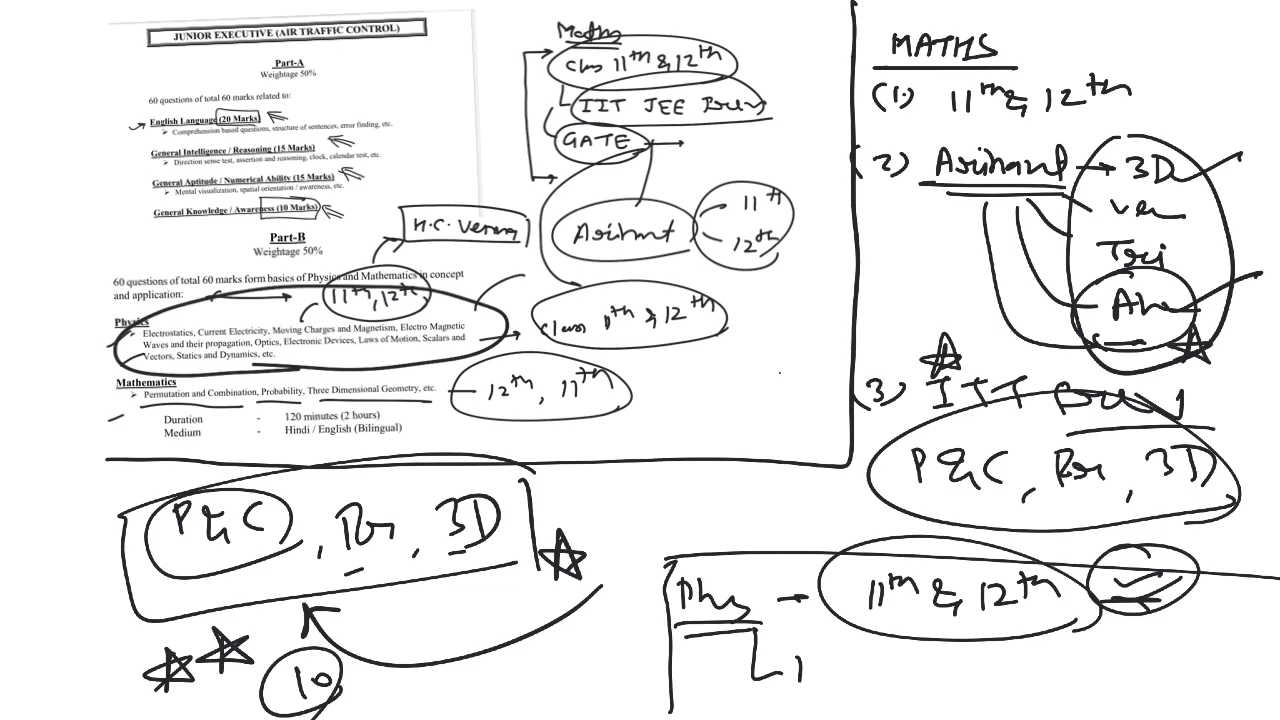 JUNIOR EXECUTIVE (AIR TRAFFIC CONTROL)
Part-A
Weightage 50%
60 questions of total 60 marks related to:
English Language (20 Marks)
➢ Comprehension based questions, structure of sentences, error finding, etc.
General Intelligence / Reasoning (15 Marks)
➢ Direction sense test, assertion and reasoning, clock, calendar test, etc.
General Aptitude / Numerical Ability (15 Marks)
➢ Mental visualization, spatial orientation / awareness, etc.
General Knowledge / Awareness (10 Marks)
Part-B
Weightage 50%
60 questions of total 60 marks form basics of Physics and Mathematics in concept
and application:
11th, 12th
Physics
➢ Electrostatics, Current Electricity, Moving Charges and Magnetism, Electro Magnetic
Waves and their propagation, Optics, Electronic Devices, Laws of Motion, Scalars and
Vectors, Statics and Dynamics, etc.
Mathematics
➢ Permutation and Combination, Probability, Three Dimensional Geometry, etc.
Duration - 120 minutes (2 hours)
Medium - Hindi / English (Bilingual)
Maths
Class 11th & 12th
IIT JEE
GATE
H.C. Verma
Arihant
11th
12th
Class 11th & 12th
12th, 11th
MATHS
(1) 11th & 12th
(2) Arihant → 3D
(3)
P&C, 3D
P&C, 3D
10
Phy → 11th & 12th
1